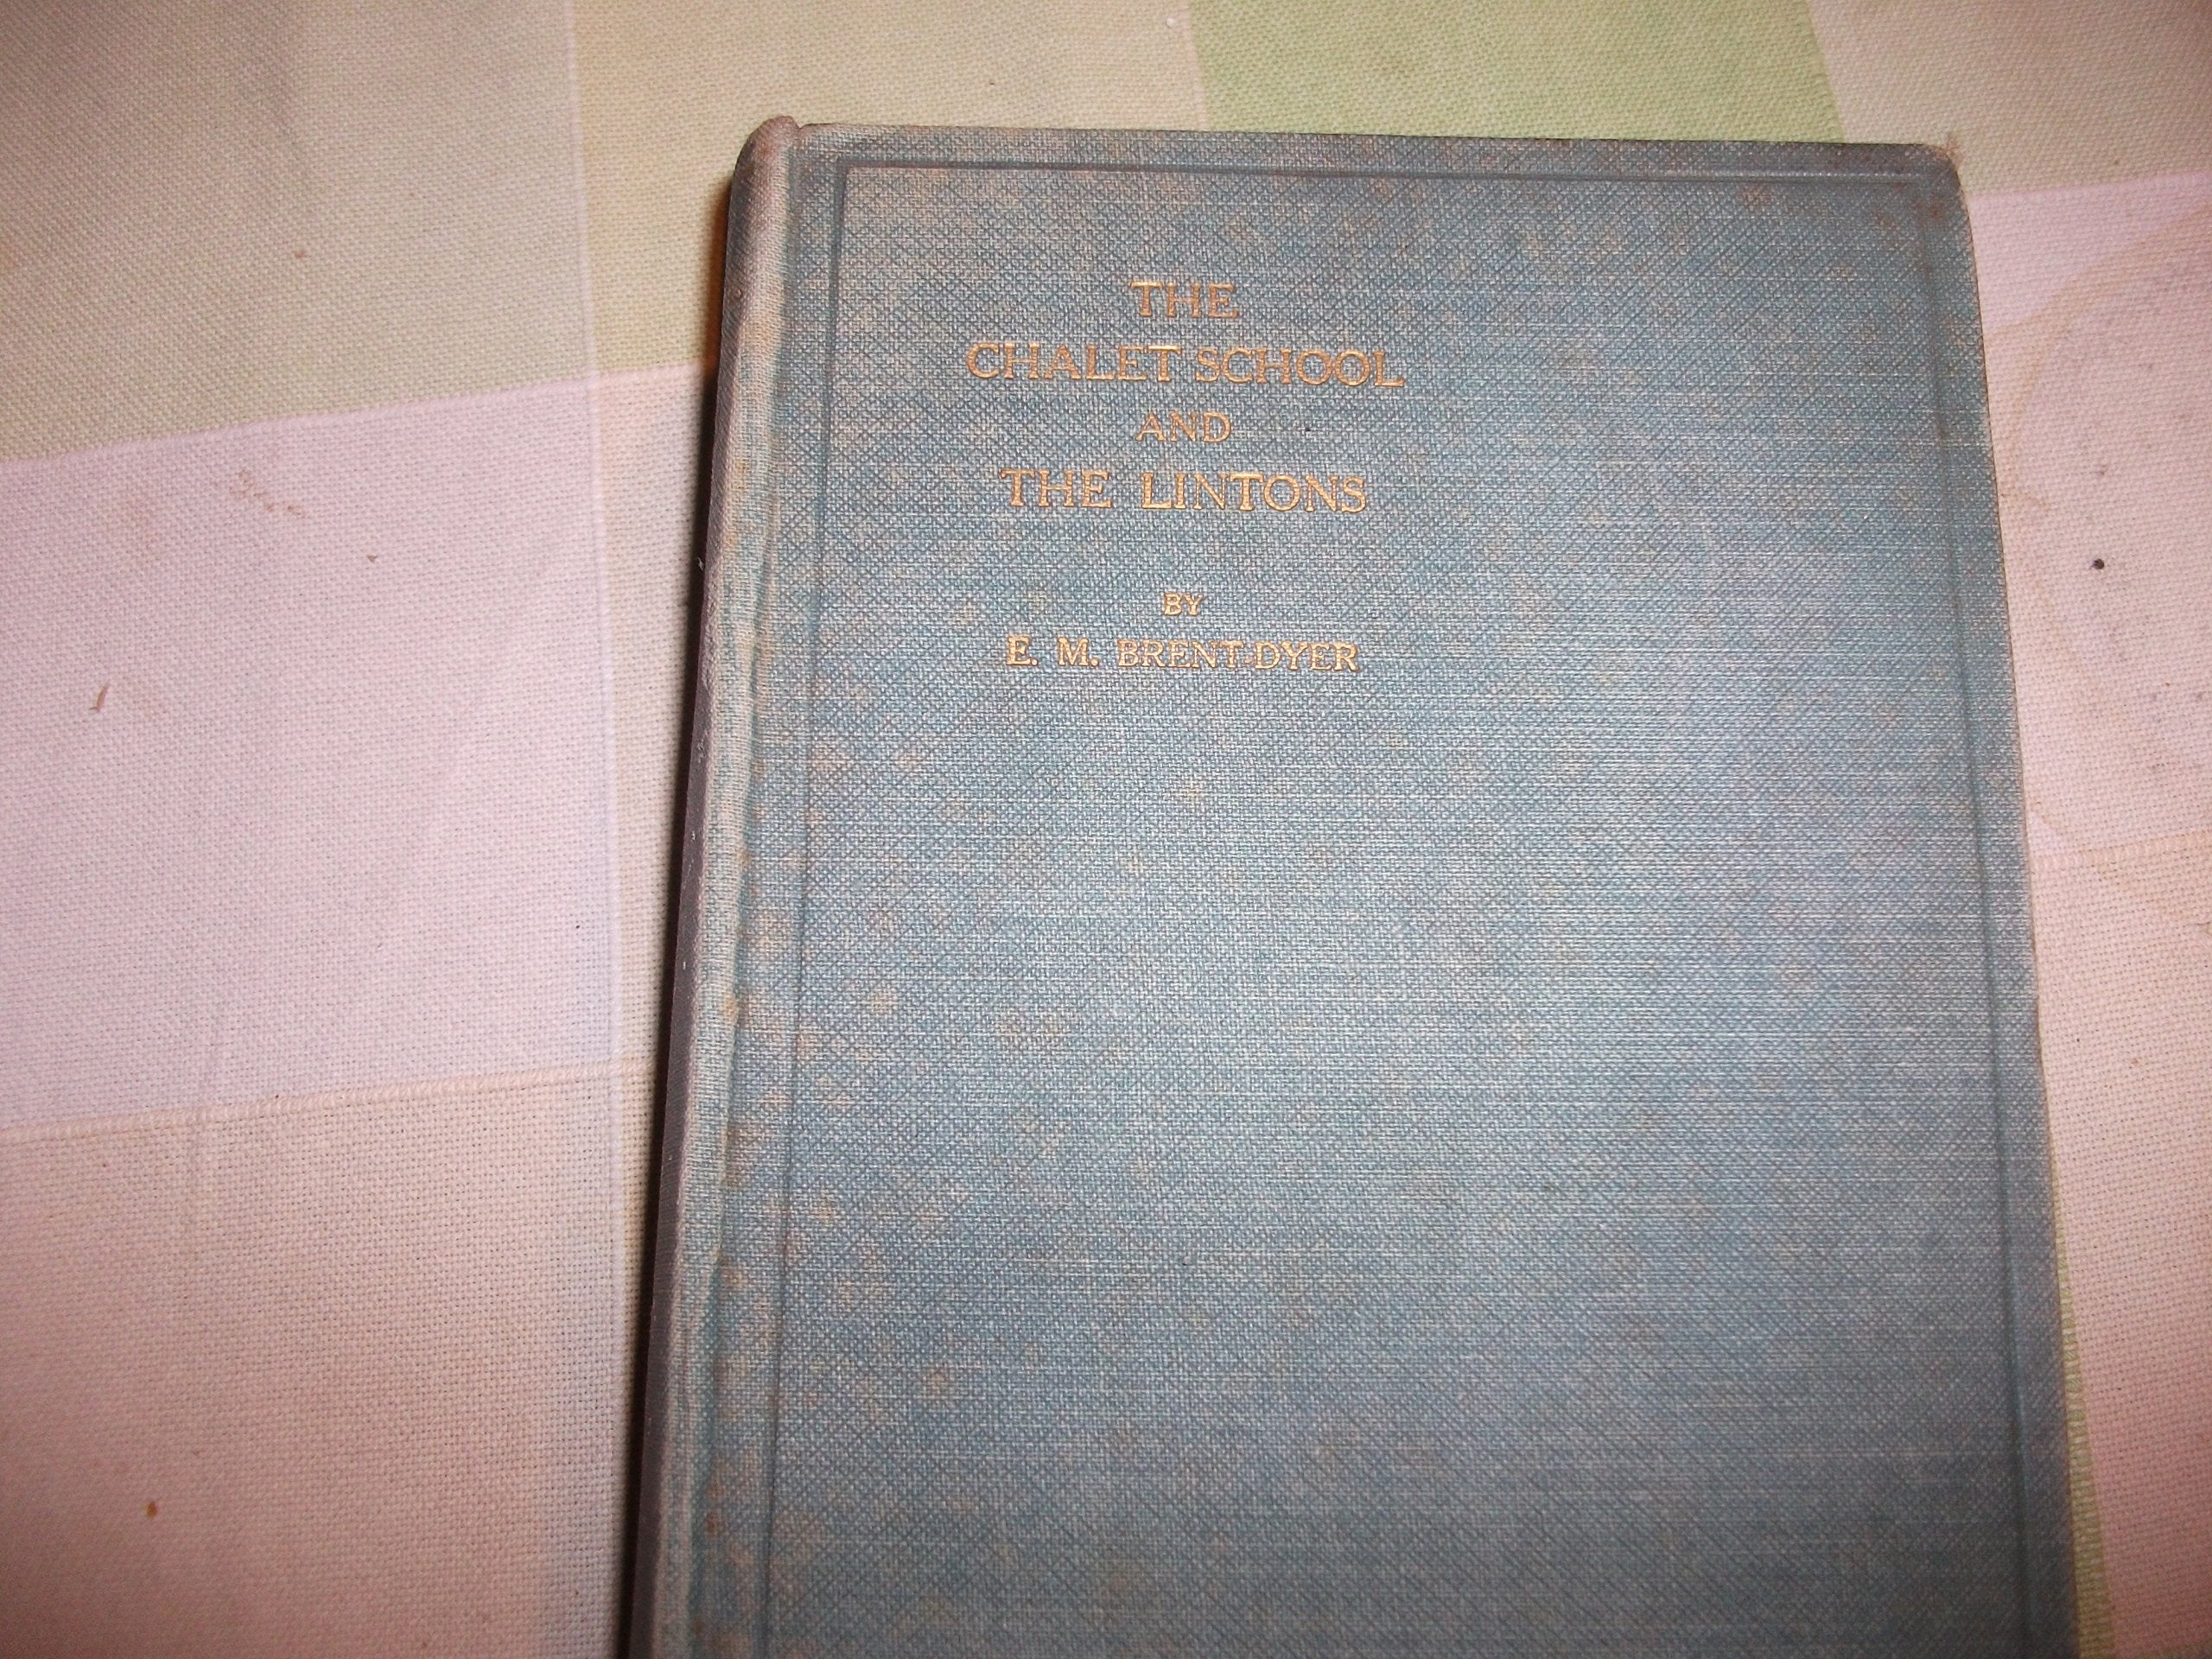 THE
CHALET SCHOOL
AND
THE LINTONS
BY
E. M. BRENT-DYER